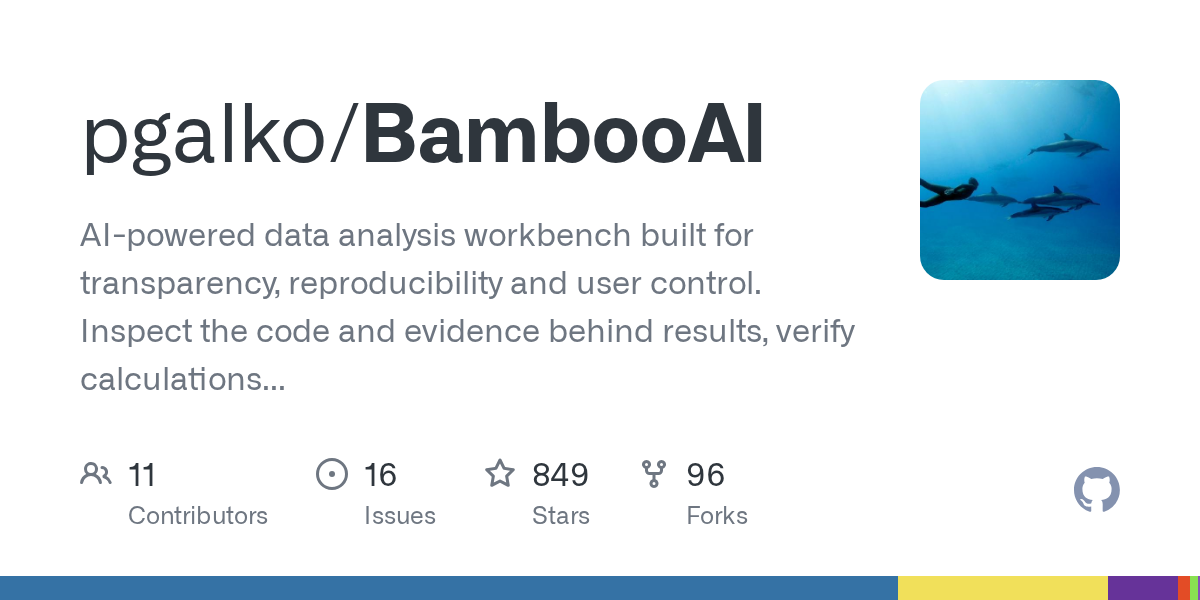 pgalko/BambooAI
AI-powered data analysis workbench built for
transparency, reproducibility and user control.
Inspect the code and evidence behind results, verify
calculations...
11
Contributors
16
Issues
849
Stars
96
Forks